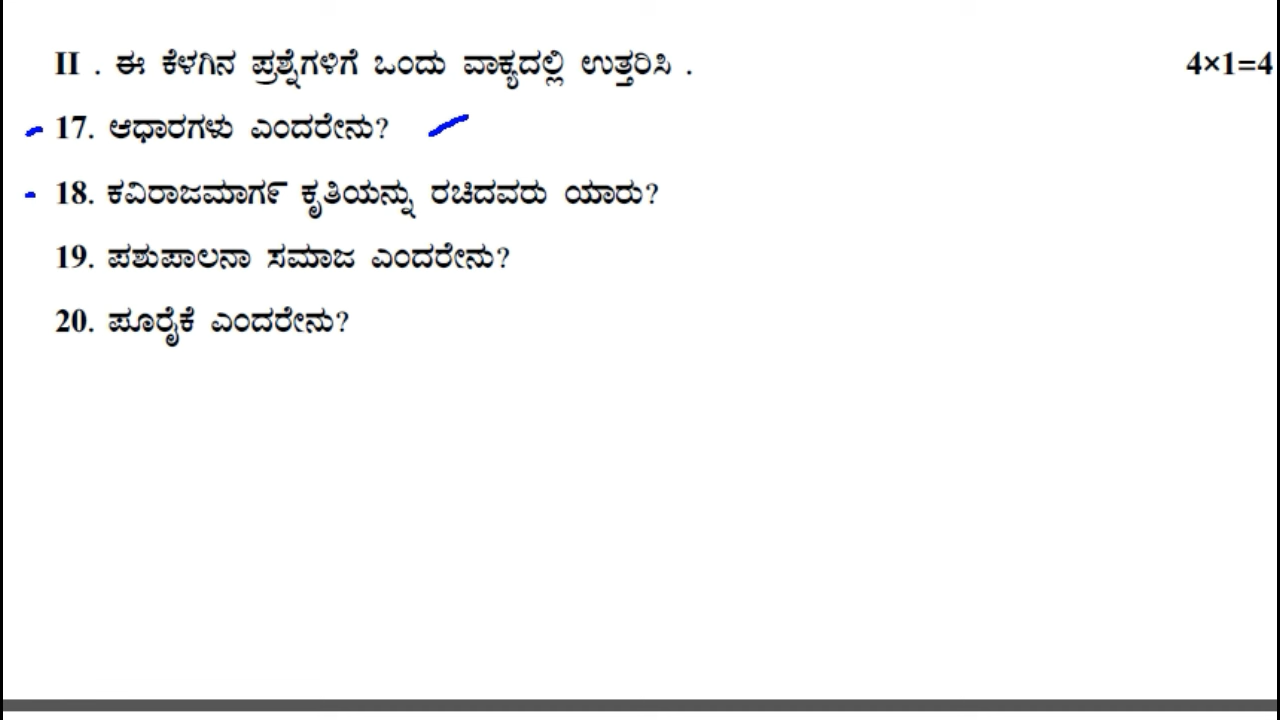 II . ಈ ಕೆಳಗಿನ ಪ್ರಶ್ನೆಗಳಿಗೆ ಒಂದು ವಾಕ್ಯದಲ್ಲಿ ಉತ್ತರಿಸಿ . 4×1=4
17. ಆಧಾರಗಳು ಎಂದರೇನು?
18. ಕವಿರಾಜಮಾರ್ಗ ಕೃತಿಯನ್ನು ರಚಿದವರು ಯಾರು?
19. ಪಶುಪಾಲನಾ ಸಮಾಜ ಎಂದರೇನು?
20. ಪೂರೈಕೆ ಎಂದರೇನು?